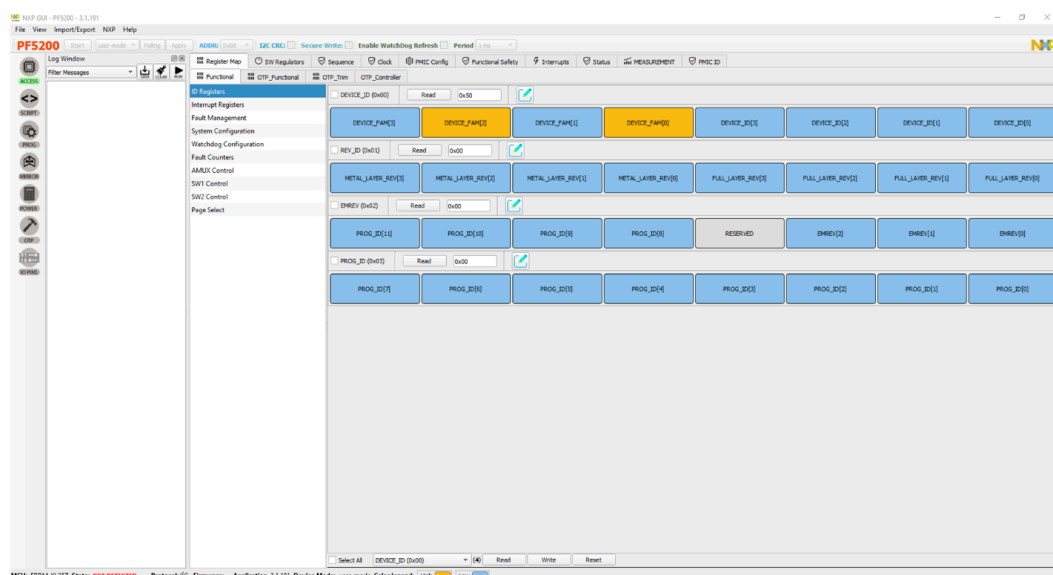 NXP GUI - PF5200 - 3.1.191
File View Import/Export NXP Help
PF5200 Start user-mode Polling Apply ADDR: 0x08 I2C CRC: Secure Write: Enable WatchDog Refresh Period 1 ms
Log Window
Filter Messages
SAVE CLEAR
ACCESS
SCRIPT
PROG
MIRROR
POWER
OTP
IO PINS
Register Map SW Regulators Sequence Clock PMIC Config Functional Safety Interrupts Status MEASUREMENT PMIC ID
Functional OTP_Functional OTP_Trim OTP_Controller
ID Registers
Interrupt Registers
Fault Management
System Configuration
Watchdog Configuration
Fault Counters
AMUX Control
SW1 Control
SW2 Control
Page Select
DEVICE_ID (0x00) Read 0x50
DEVICE_FAM[3] DEVICE_FAM[2] DEVICE_FAM[1] DEVICE_FAM[0] DEVICE_ID[3] DEVICE_ID[2] DEVICE_ID[1] DEVICE_ID[0]
REV_ID (0x01) Read 0x00
METAL_LAYER_REV[3] METAL_LAYER_REV[2] METAL_LAYER_REV[1] METAL_LAYER_REV[0] FULL_LAYER_REV[3] FULL_LAYER_REV[2] FULL_LAYER_REV[1] FULL_LAYER_REV[0]
EMREV (0x02) Read 0x00
PROG_ID[11] PROG_ID[10] PROG_ID[9] PROG_ID[8] RESERVED EMREV[2] EMREV[1] EMREV[0]
PROG_ID (0x03) Read 0x00
PROG_ID[7] PROG_ID[6] PROG_ID[5] PROG_ID[4] PROG_ID[3] PROG_ID[2] PROG_ID[1] PROG_ID[0]
Select All DEVICE_ID (0x00) (4) Read Write Reset